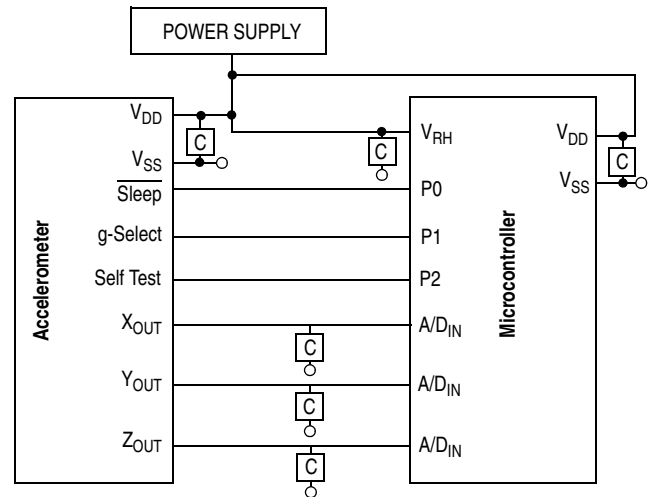 POWER SUPPLY
Accelerometer
V_DD
C
V_SS
Sleep
g-Select
Self Test
X_OUT
Y_OUT
Z_OUT
C
C
C
C
Microcontroller
V_RH
P0
P1
P2
A/D_IN
A/D_IN
A/D_IN
V_DD
C
V_SS